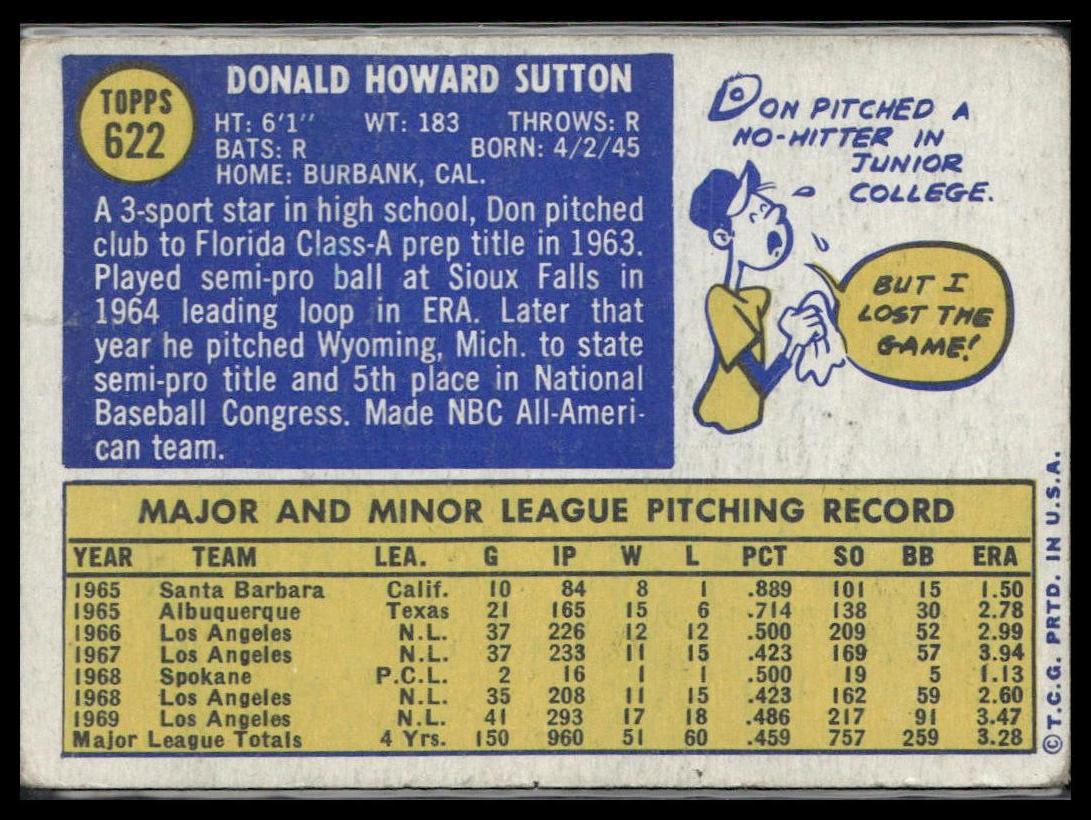 TOPPS
622
DONALD HOWARD SUTTON
HT: 6'1" WT: 183 THROWS: R
BATS: R BORN: 4/2/45
HOME: BURBANK, CAL.
A 3-sport star in high school, Don pitched
club to Florida Class-A prep title in 1963.
Played semi-pro ball at Sioux Falls in
1964 leading loop in ERA. Later that
year he pitched Wyoming, Mich. to state
semi-pro title and 5th place in National
Baseball Congress. Made NBC All-Ameri-
can team.
DON PITCHED A
NO-HITTER IN
JUNIOR
COLLEGE.
BUT I
LOST THE
GAME!
MAJOR AND MINOR LEAGUE PITCHING RECORD
YEAR TEAM LEA. G IP W L PCT SO BB ERA
1965 Santa Barbara Calif. 10 84 8 1 .889 101 15 1.50
1965 Albuquerque Texas 21 165 15 6 .714 138 30 2.78
1966 Los Angeles N.L. 37 226 12 12 .500 209 52 2.99
1967 Los Angeles N.L. 37 233 11 15 .423 169 57 3.94
1968 Spokane P.C.L. 2 16 1 1 .500 19 5 1.13
1968 Los Angeles N.L. 35 208 11 15 .423 162 59 2.60
1969 Los Angeles N.L. 41 293 17 18 .486 217 91 3.47
Major League Totals 4 Yrs. 150 960 51 60 .459 757 259 3.28
©T.C.G. PRTD. IN U.S.A.